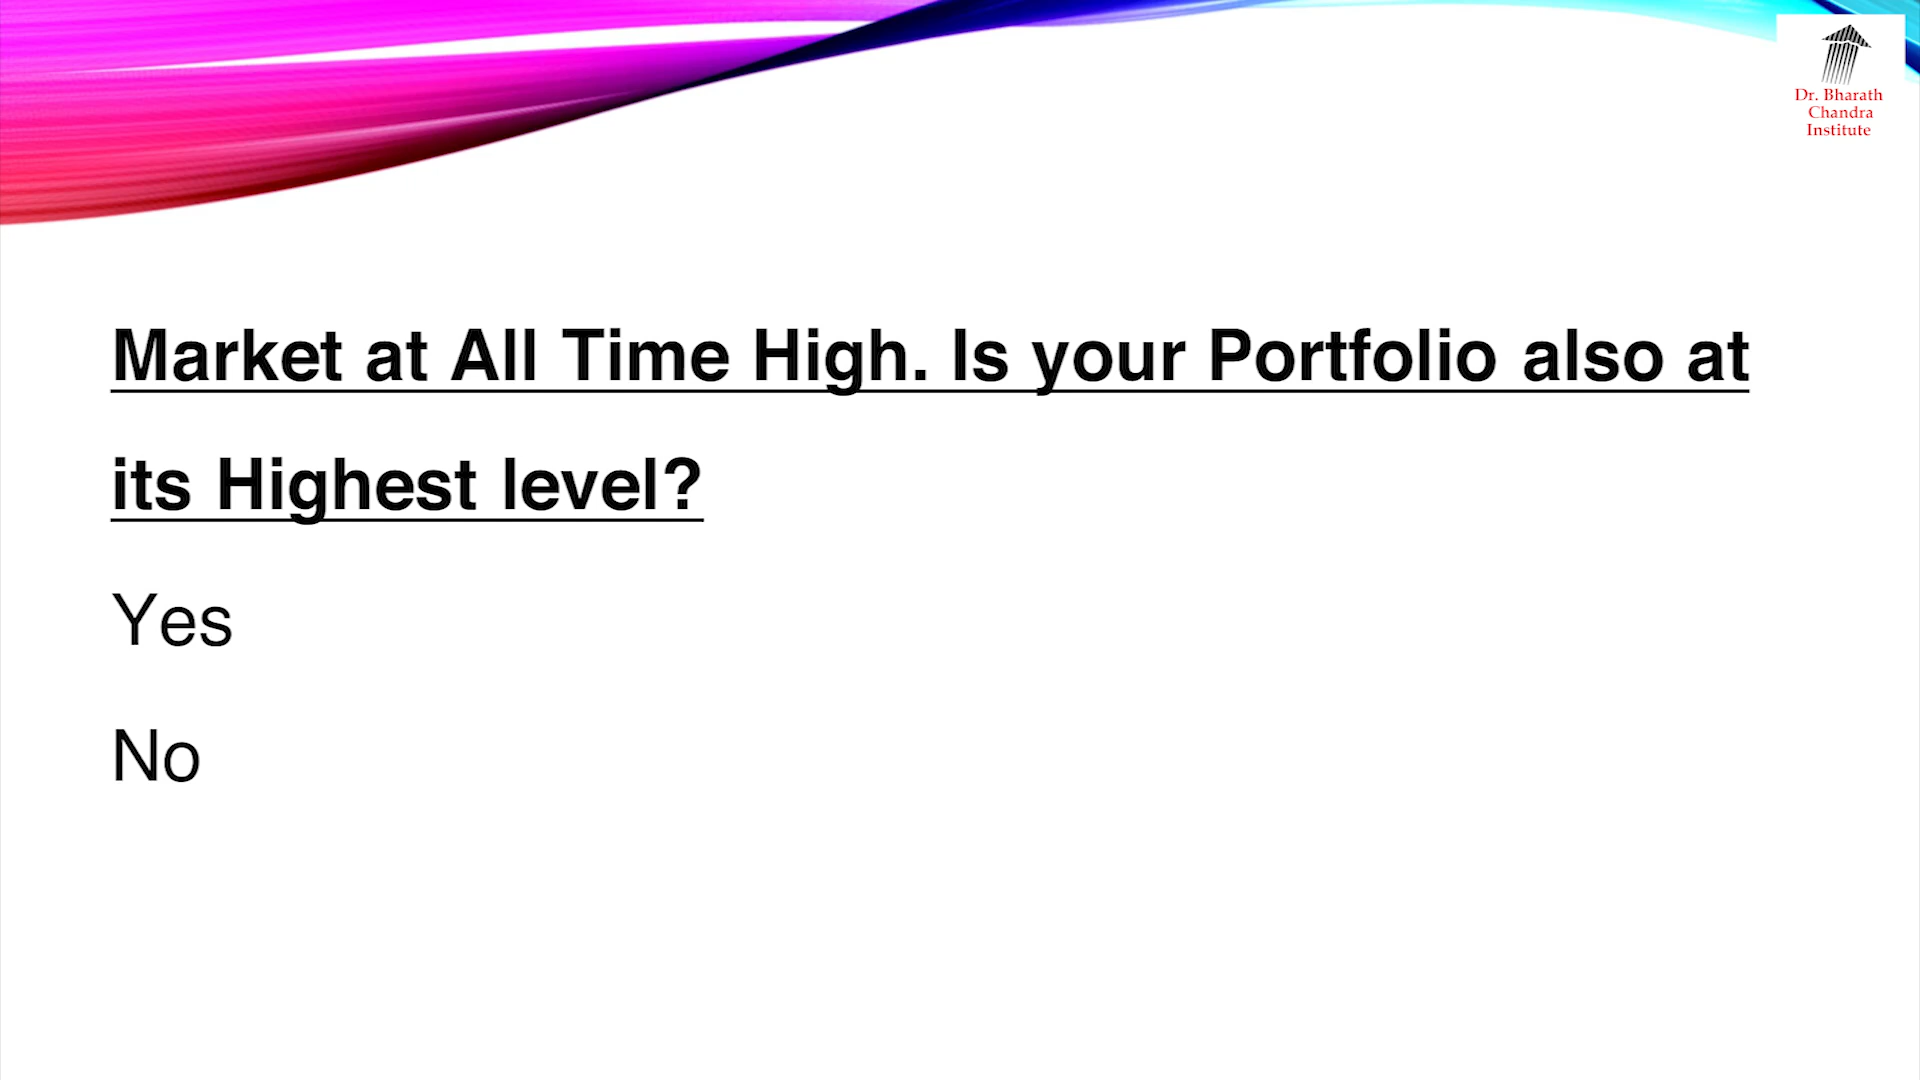 Dr. Bharath
Chandra
Institute
Market at All Time High. Is your Portfolio also at
its Highest level?
Yes
No